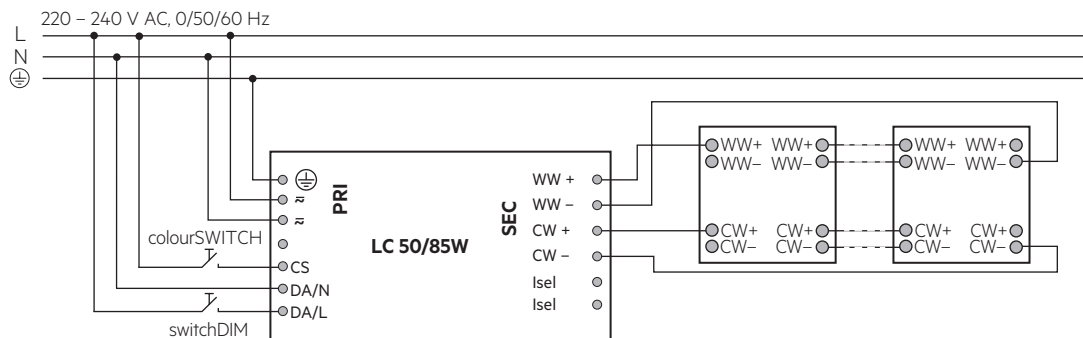 220 – 240 V AC, 0/50/60 Hz
L
N
PRI
SEC
LC 50/85W
colourSWITCH
CS
DA/N
DA/L
switchDIM
WW +
WW –
CW +
CW –
Isel
Isel
WW+ WW+ WW+ WW+
WW– WW– WW– WW–
CW+ CW+ CW+ CW+
CW– CW– CW– CW–